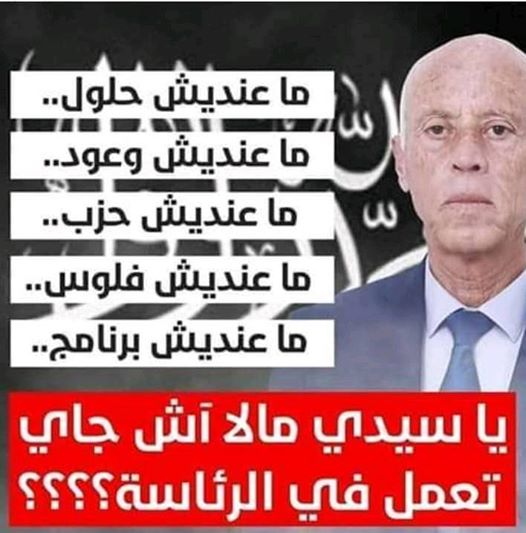 ما عنديش حلول..
ما عنديش وعود..
ما عنديش حزب..
ما عنديش فلوس..
ما عنديش برنامج..
يا سيدي مالا آش جاي
تعمل في الرئاسة؟؟؟؟